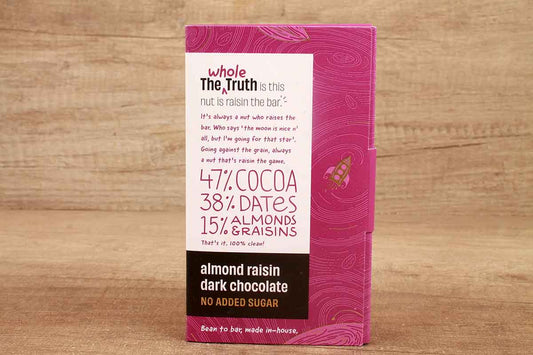 whole
The Truth is this
nut is raisin the bar.
It's always a nut who raises the
bar. Who says 'the moon is nice n'
all, but I'm going for that star'.
Going against the grain, always
a nut that's raisin the game.
47% COCOA
38% DATES
15% ALMONDS
& RAISINS
That's it. 100% clean!
almond raisin
dark chocolate
NO ADDED SUGAR
Bean to bar, made in-house.